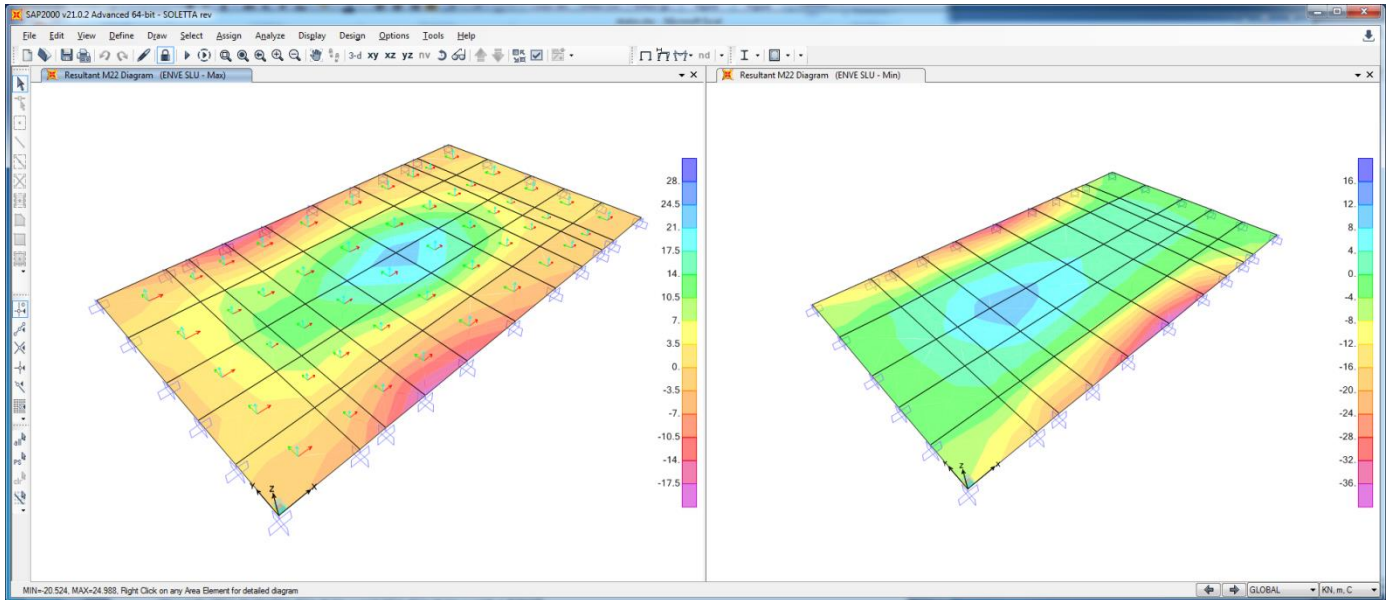 SAP2000 v21.0.2 Advanced 64-bit - SOLETTA rev
File Edit View Define Draw Select Assign Analyze Display Design Options Tools Help
3-d xy xz yz nv nd
Resultant M22 Diagram (ENVE SLU - Max)
Resultant M22 Diagram (ENVE SLU - Min)
28.
24.5
21.
17.5
14.
10.5
7.
3.5
0.
-3.5
-7.
-10.5
-14.
-17.5
Y Z X
16.
12.
8.
4.
0.
-4.
-8.
-12.
-16.
-20.
-24.
-28.
-32.
-36.
Y Z X
MIN=-20.524, MAX=24.988, Right Click on any Area Element for detailed diagram
GLOBAL
KN, m, C